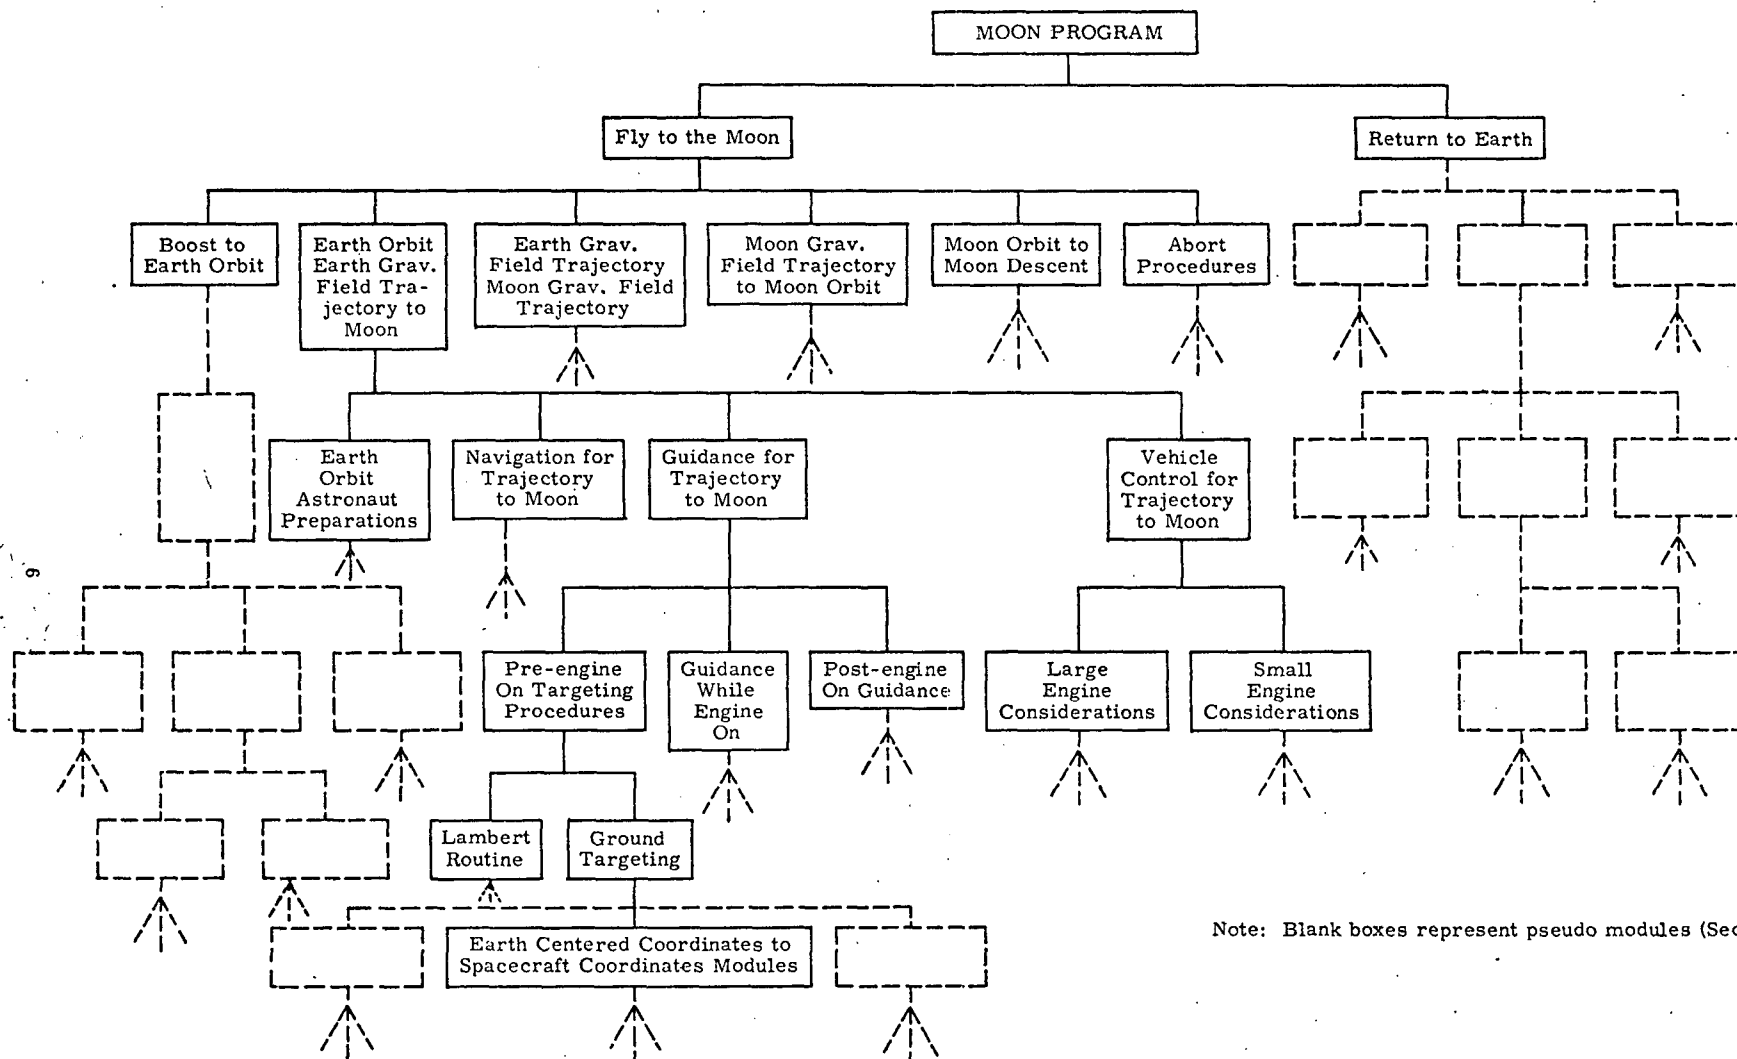 MOON PROGRAM
Fly to the Moon
Return to Earth
Boost to
Earth Orbit
Earth Orbit
Earth Grav.
Field Tra-
jectory to
Moon
Earth Grav.
Field Trajectory
Moon Grav. Field
Trajectory
Moon Grav.
Field Trajectory
to Moon Orbit
Moon Orbit to
Moon Descent
Abort
Procedures
Earth
Orbit
Astronaut
Preparations
Navigation for
Trajectory
to Moon
Guidance for
Trajectory
to Moon
Vehicle
Control for
Trajectory
to Moon
Pre-engine
On Targeting
Procedures
Guidance
While
Engine
On
Post-engine
On Guidance
Large
Engine
Considerations
Small
Engine
Considerations
Lambert
Routine
Ground
Targeting
Earth Centered Coordinates to
Spacecraft Coordinates Modules
Note: Blank boxes represent pseudo modules (Sec